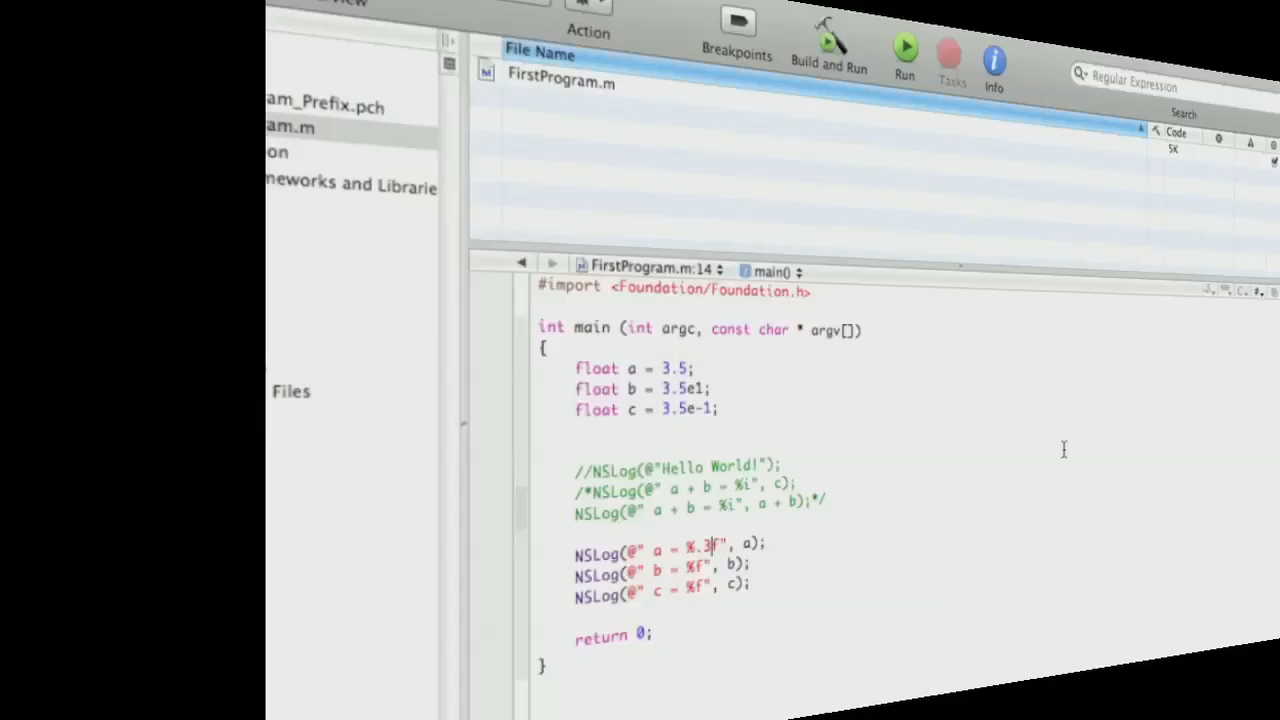 Action
Breakpoints
Build and Run
Run
Tasks
Info
Regular Expression
Search
File Name
Code
FirstProgram.m
5K
am_Prefix.pch
am.m
on
meworks and Librarie
Files
FirstProgram.m:14 main()
#import <Foundation/Foundation.h>
int main (int argc, const char * argv[])
{
float a = 3.5;
float b = 3.5e1;
float c = 3.5e-1;
//NSLog(@"Hello World!");
/*NSLog(@" a + b = %i", c);
NSLog(@" a + b = %i", a + b);*/
NSLog(@" a = %.3f", a);
NSLog(@" b = %f", b);
NSLog(@" c = %f", c);
return 0;
}